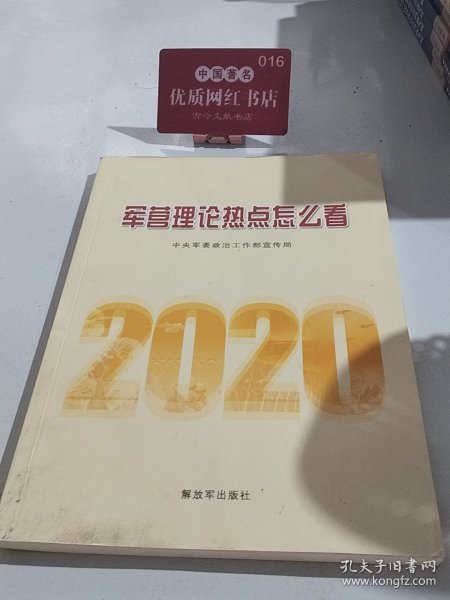 016
中国著名
优质网红书店
古今文献书店
军营理论热点怎么看
中央军委政治工作部宣传局
2020
解放军出版社
孔夫子旧书网
www.kongfz.com